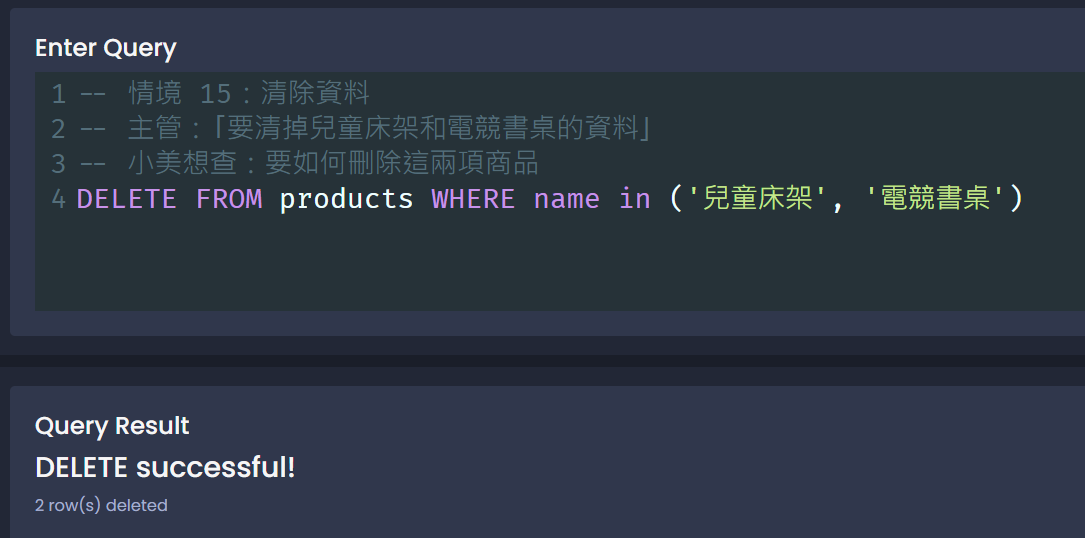 Enter Query
1 -- 情境 15：清除資料
2 -- 主管：「要清掉兒童床架和電競書桌的資料」
3 -- 小美想查：要如何刪除這兩項商品
4 DELETE FROM products WHERE name in ('兒童床架', '電競書桌')
Query Result
DELETE successful!
2 row(s) deleted